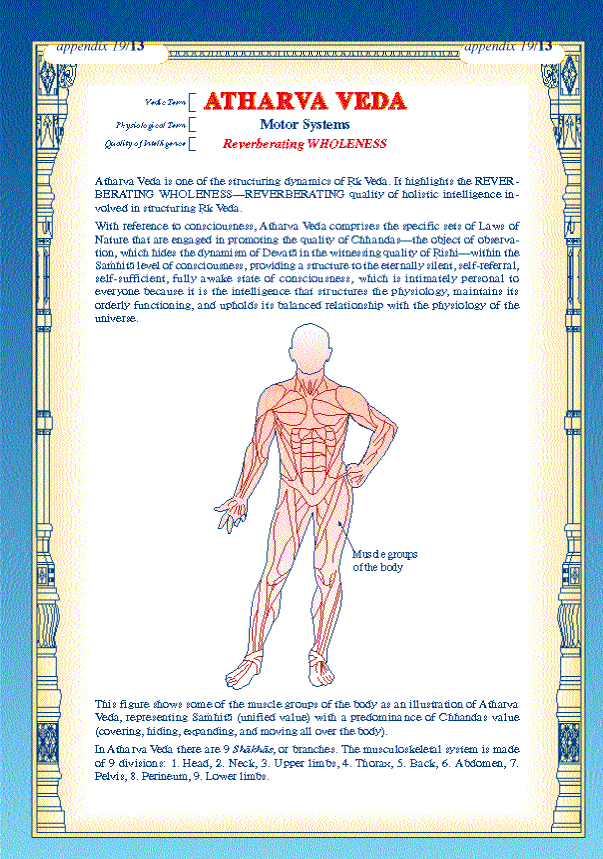 appendix 19/13
appendix 19/13
Vedic Term
ATHARVA VEDA
Physiological Term
Motor Systems
Quality of Intelligence
Reverberating WHOLENESS
Atharva Veda is one of the structuring dynamics of Ṛk Veda. It highlights the REVER-
BERATING WHOLENESS—REVERBERATING quality of holistic intelligence in-
volved in structuring Ṛk Veda.
With reference to consciousness, Atharva Veda comprises the specific sets of Laws of
Nature that are engaged in promoting the quality of Chhandas—the object of observa-
tion, which hides the dynamism of Devatā in the witnessing quality of Rishi—within the
Saṁhitā level of consciousness, providing a structure to the eternally silent, self-referral,
self-sufficient, fully awake state of consciousness, which is intimately personal to
everyone because it is the intelligence that structures the physiology, maintains its
orderly functioning, and upholds its balanced relationship with the physiology of the
universe.
Muscle groups
of the body
This figure shows some of the muscle groups of the body as an illustration of Atharva
Veda, representing Saṁhitā (unified value) with a predominance of Chhandas value
(covering, hiding, expanding, and moving all over the body).
In Atharva Veda there are 9 Shākhās, or branches. The musculoskeletal system is made
of 9 divisions: 1. Head, 2. Neck, 3. Upper limbs, 4. Thorax, 5. Back, 6. Abdomen, 7.
Pelvis, 8. Perineum, 9. Lower limbs.